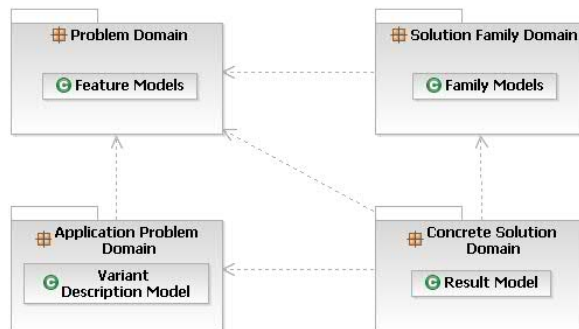 Problem Domain
Feature Models
Solution Family Domain
Family Models
Application Problem
Domain
Variant
Description Model
Concrete Solution
Domain
Result Model